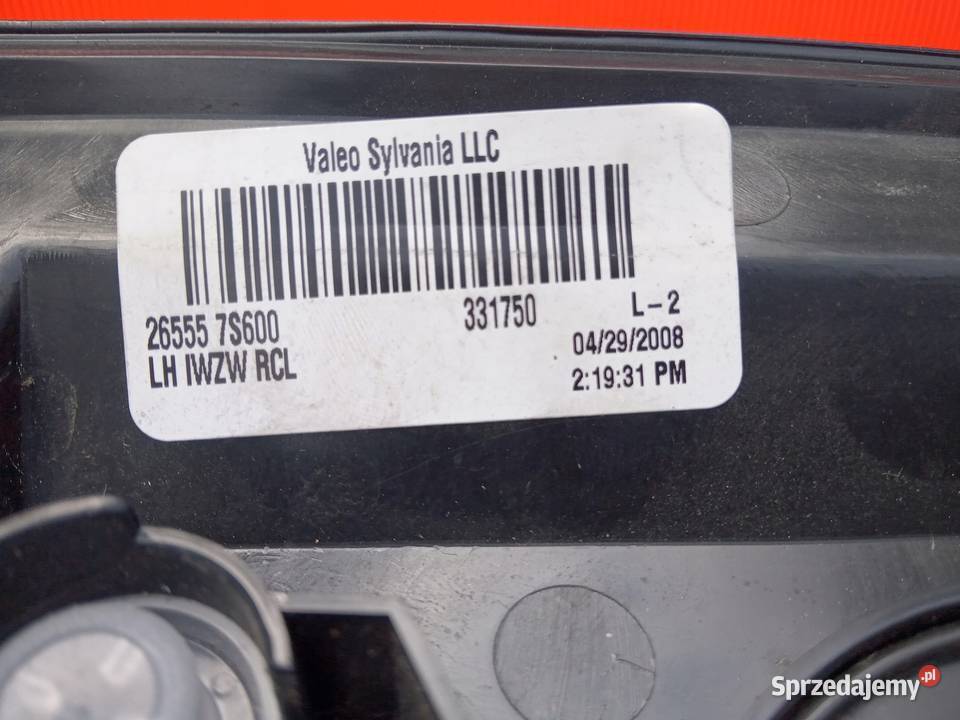 Valeo Sylvania LLC
26555 7S600 331750 L-2
LH IWZW RCL 04/29/2008
2:19:31 PM
Sprzedajemy.pl